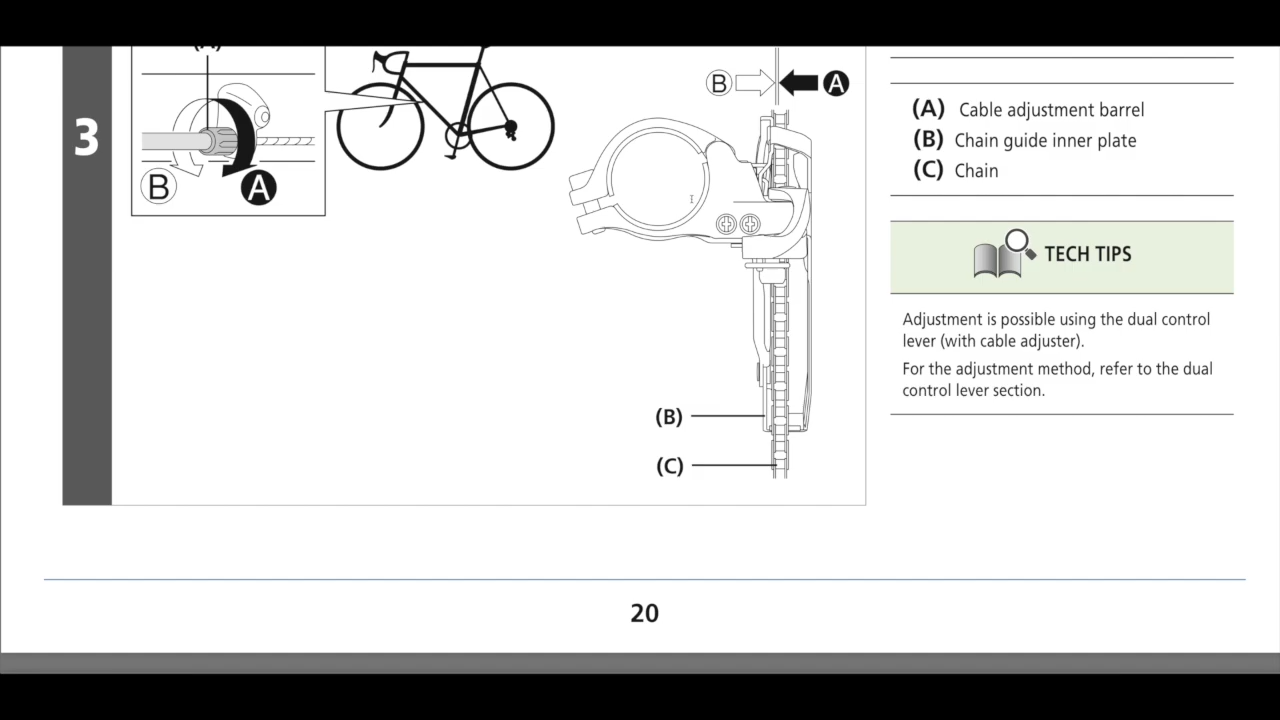 (A)
3
B
A
B
A
(B)
(C)
(A) Cable adjustment barrel
(B) Chain guide inner plate
(C) Chain
TECH TIPS
Adjustment is possible using the dual control
lever (with cable adjuster).
For the adjustment method, refer to the dual
control lever section.
20